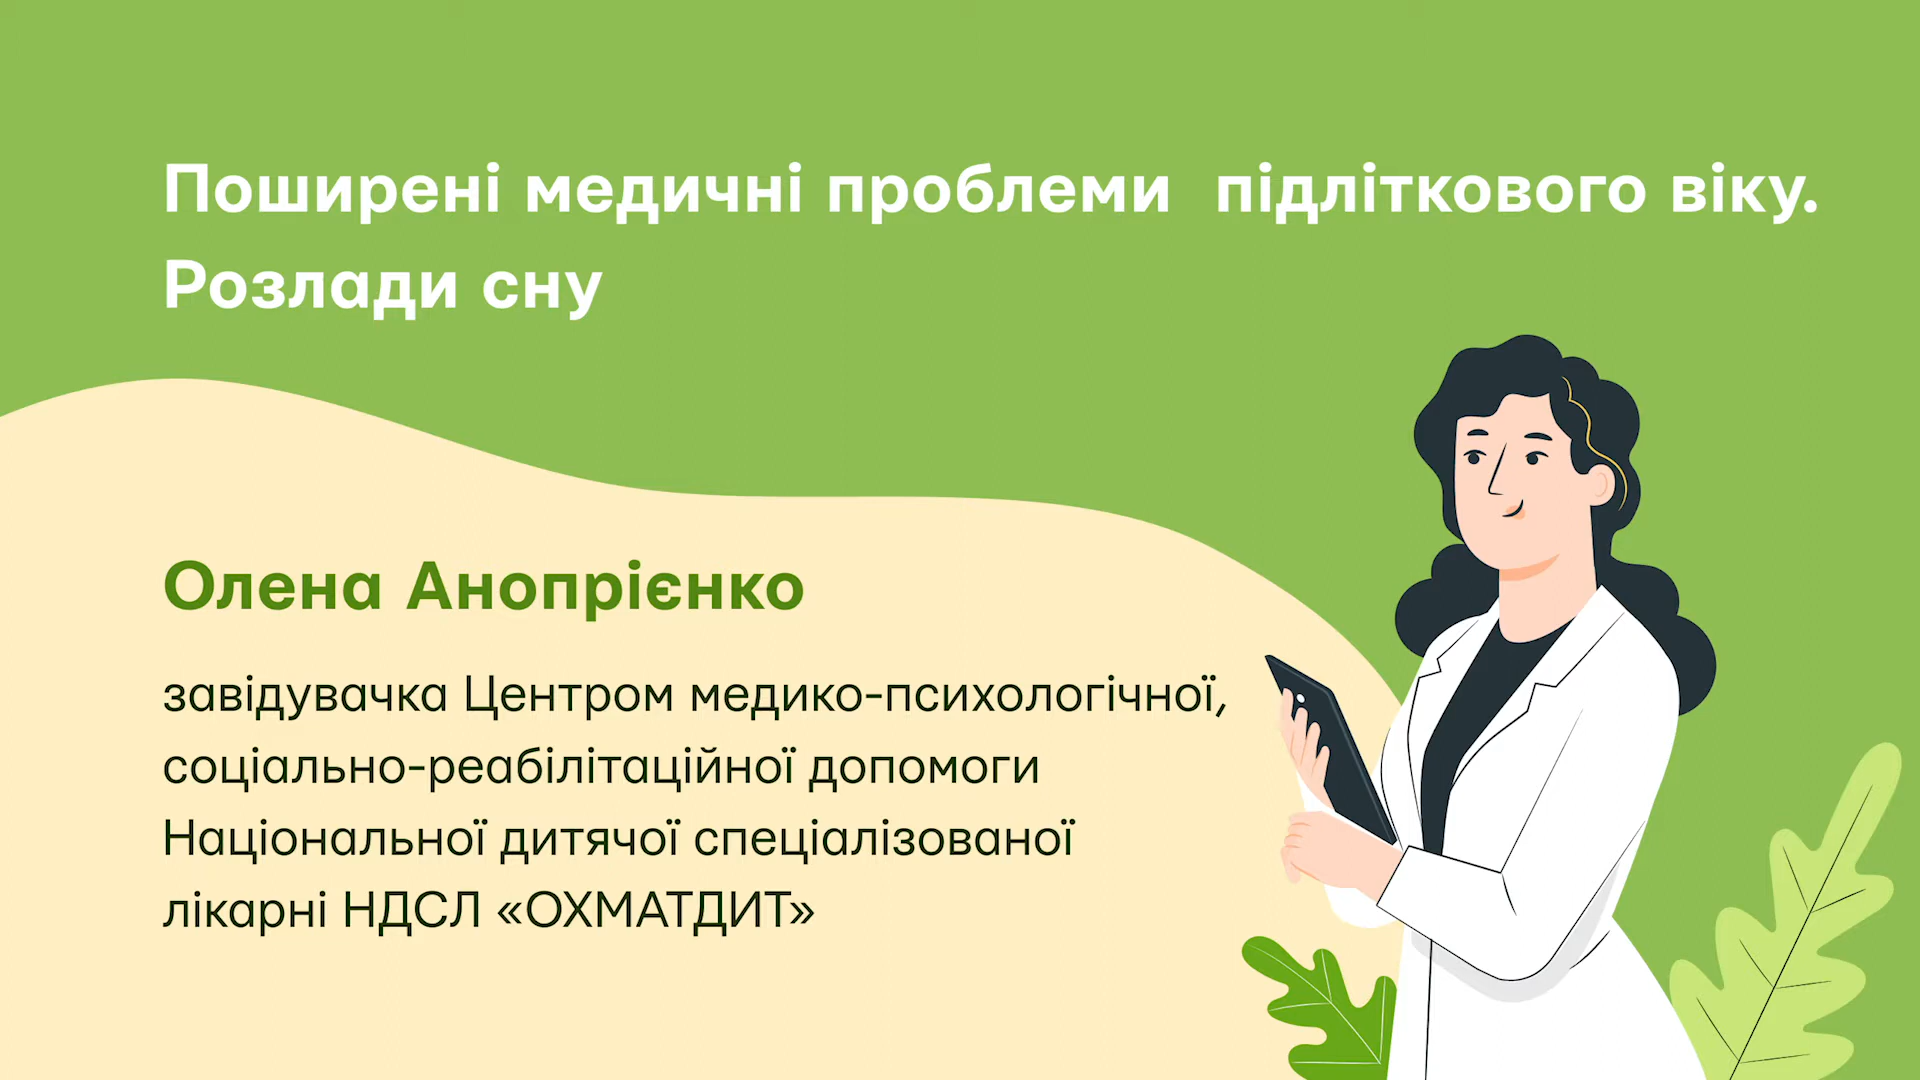 Поширені медичні проблеми підліткового віку.
Розлади сну
Олена Анопрієнко
завідувачка Центром медико-психологічної,
соціально-реабілітаційної допомоги
Національної дитячої спеціалізованої
лікарні НДСЛ «ОХМАТДИТ»